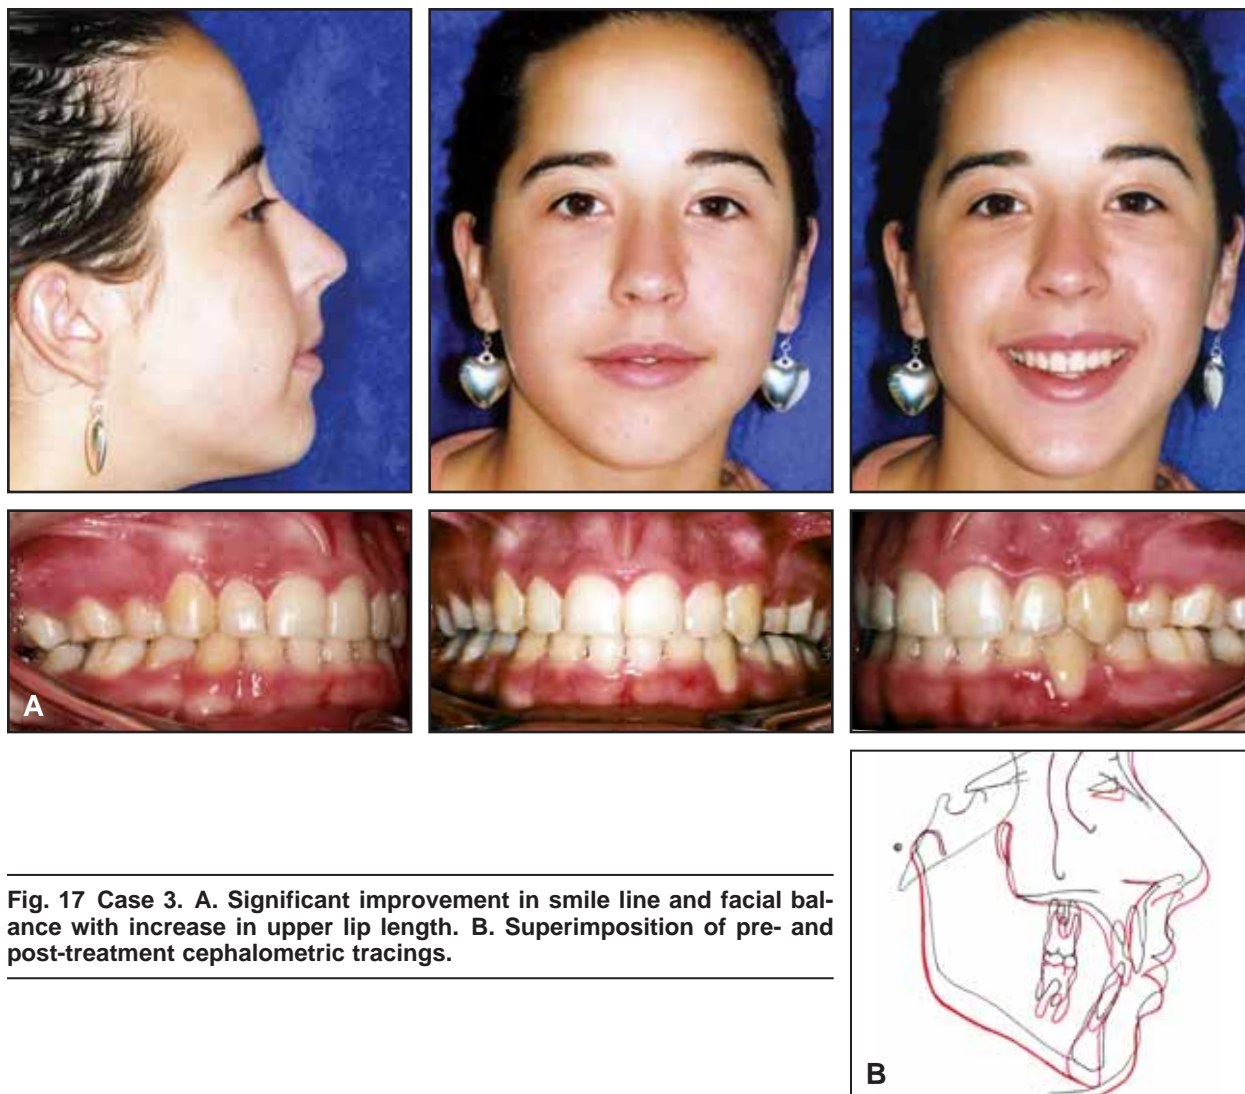 A
Fig. 17 Case 3. A. Significant improvement in smile line and facial bal-
ance with increase in upper lip length. B. Superimposition of pre- and
post-treatment cephalometric tracings.
B